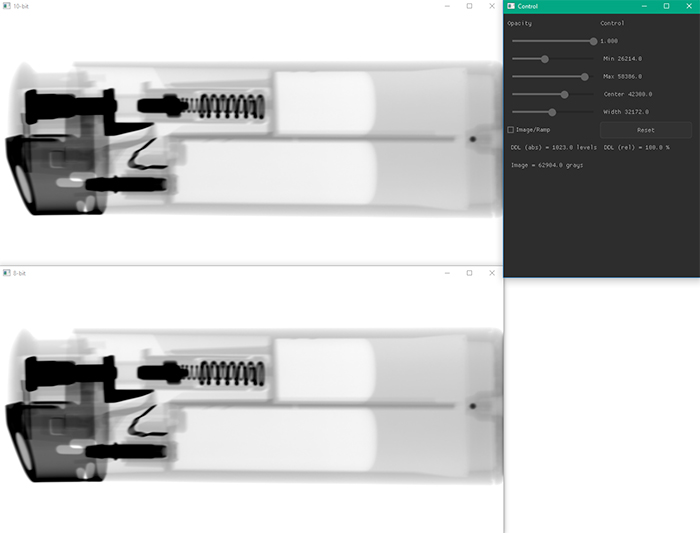 10-bit
Control
Opacity Control
1.000
Min 26214.0
Max 58386.0
Center 42300.0
Width 32172.0
Image/Ramp Reset
DDL (abs) = 1023.0 levels DDL (rel) = 100.0 %
Image = 62904.0 grays
8-bit